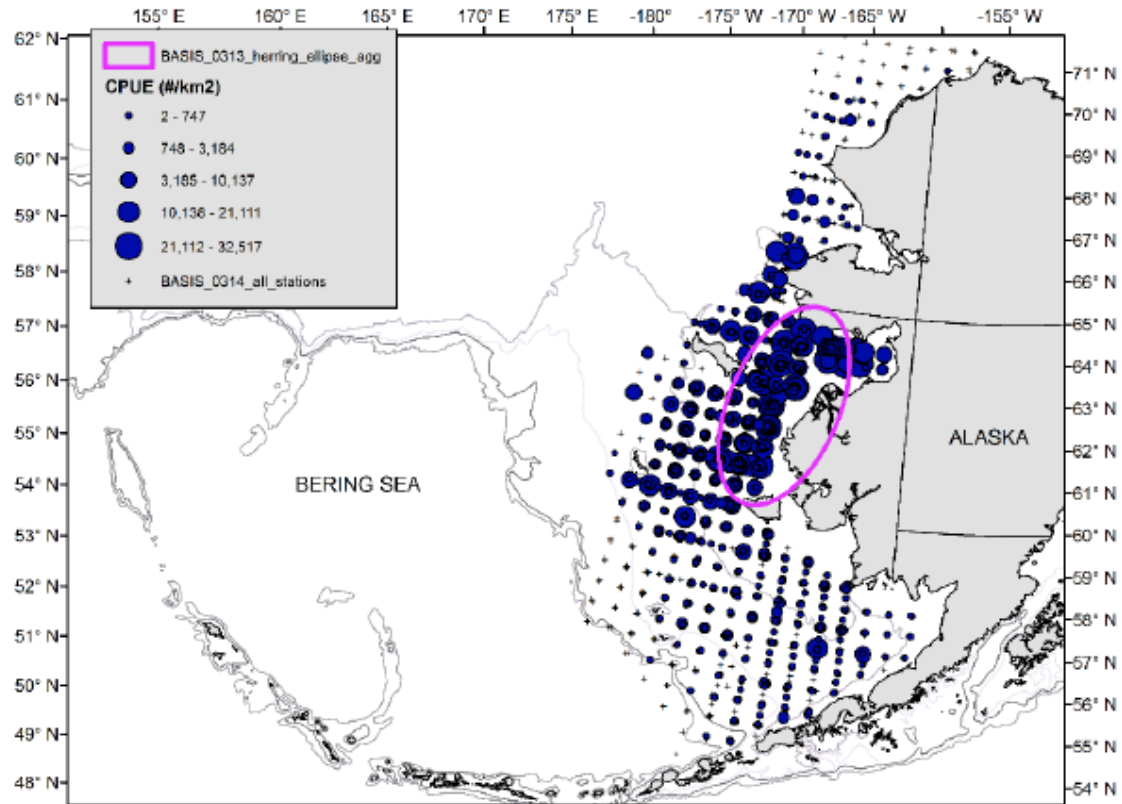 155° E 160° E 165° E 170° E -180° -175° W -170° W -165° W -155° W
62° N
61° N
60° N
59° N
58° N
57° N
56° N
55° N
54° N
53° N
52° N
51° N
50° N
49° N
48° N
BASIS_0313_herring_ellipse_agg
CPUE (#/km2)
2 - 747
748 - 3,184
3,185 - 10,137
10,138 - 21,111
21,112 - 32,517
BASIS_0314_all_stations
BERING SEA
ALASKA
71° N
70° N
69° N
68° N
67° N
66° N
65° N
64° N
63° N
62° N
61° N
60° N
59° N
58° N
57° N
56° N
55° N
54° N